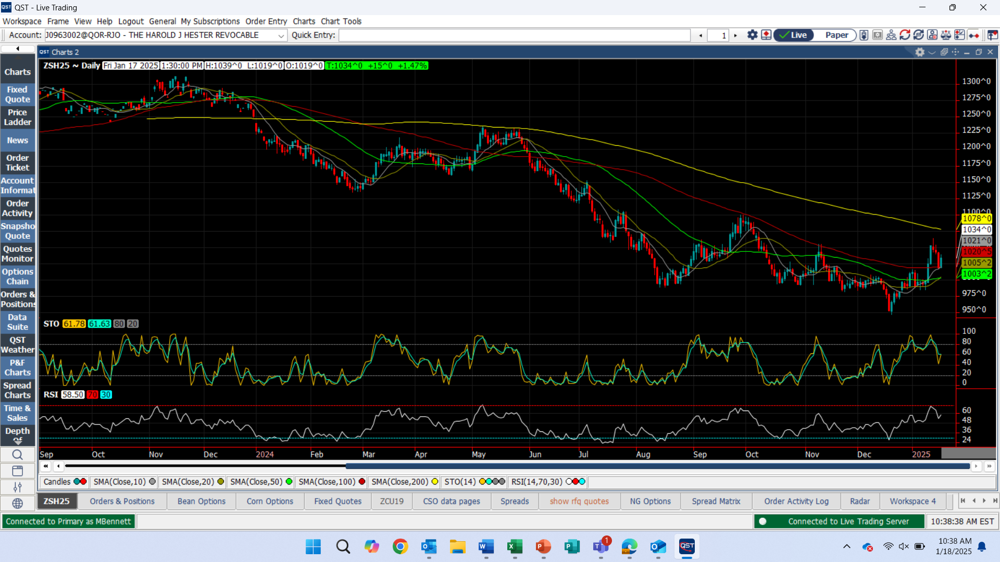 QST - Live Trading
Workspace Frame View Help Logout General My Subscriptions Order Entry Charts Chart Tools
Account: J0963002@QOR-RJO - THE HAROLD J HESTER REVOCABLE Quick Entry: 1 Live Paper
QST Charts 2
ZSH25 ~ Daily Fri Jan 17 2025 1:30:00 PM H:1039^0 L:1019^0 O:1019^0 T:1034^0 +15^0 +1.47%
Charts
Fixed
Quote
Price
Ladder
News
Order
Ticket
Account
Informat
Order
Activity
Snapsho
Quote
Quotes
Monitor
Options
Chain
Orders &
Positions
Data
Suite
QST
Weather
P&F
Charts
Spread
Charts
Time &
Sales
Depth
Of
1300^0
1275^0
1250^0
1225^0
1200^0
1175^0
1150^0
1125^0
1100^0
1078^0
1034^0
1021^0
1020^5
1005^2
1003^2
975^0
950^0
STO 61.78 61.63 80 20
100
80
60
40
20
0
RSI 58.50 70 30
60
48
36
24
Sep Oct Nov Dec 2024 Feb Mar Apr May Jun Jul Aug Sep Oct Nov Dec 2025
Candles SMA(Close,10) SMA(Close,20) SMA(Close,50) SMA(Close,100) SMA(Close,200) STO(14) RSI(14,70,30)
ZSH25 Orders & Positions Bean Options Corn Options Fixed Quotes ZCU19 CSO data pages Spreads show rfq quotes NG Options Spread Matrix Order Activity Log Radar Workspace 4
Connected to Primary as MBennett Connected to Live Trading Server 10:38:38 AM EST
1
QST
10:38 AM
1/18/2025